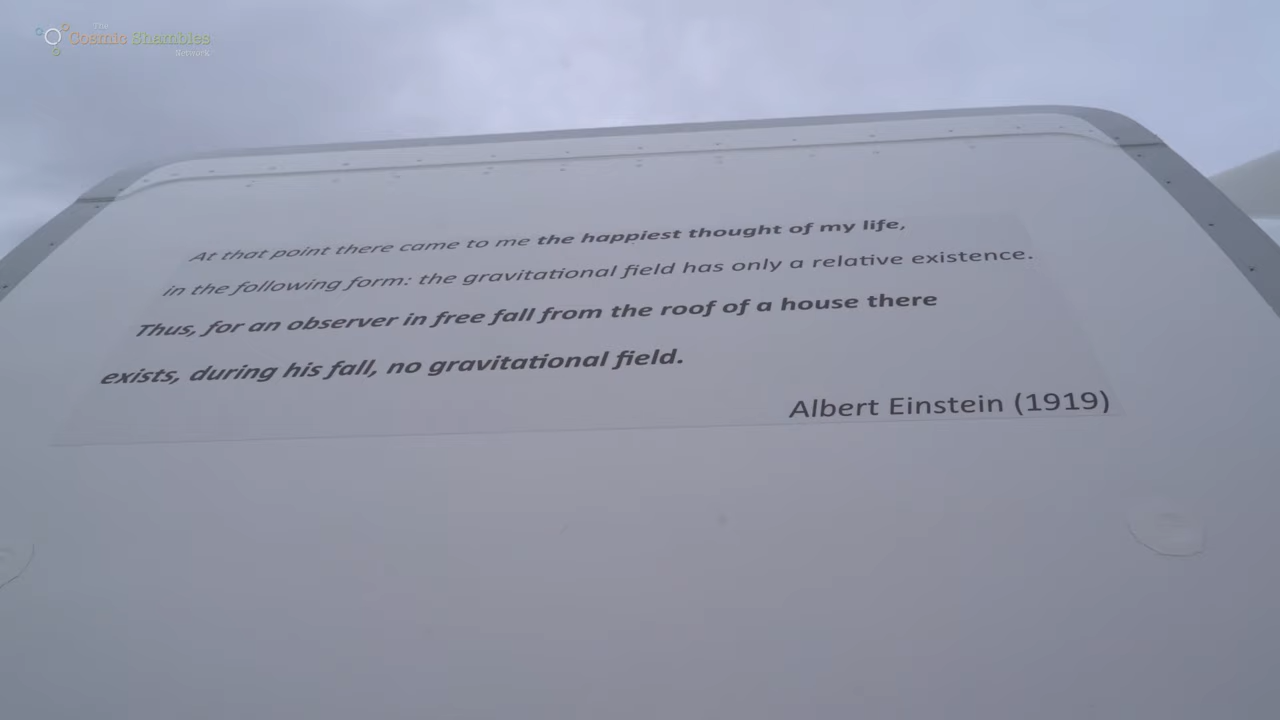 The
Cosmic Shambles
Network
At that point there came to me the happiest thought of my life,
in the following form: the gravitational field has only a relative existence.
Thus, for an observer in free fall from the roof of a house there
exists, during his fall, no gravitational field.
Albert Einstein (1919)